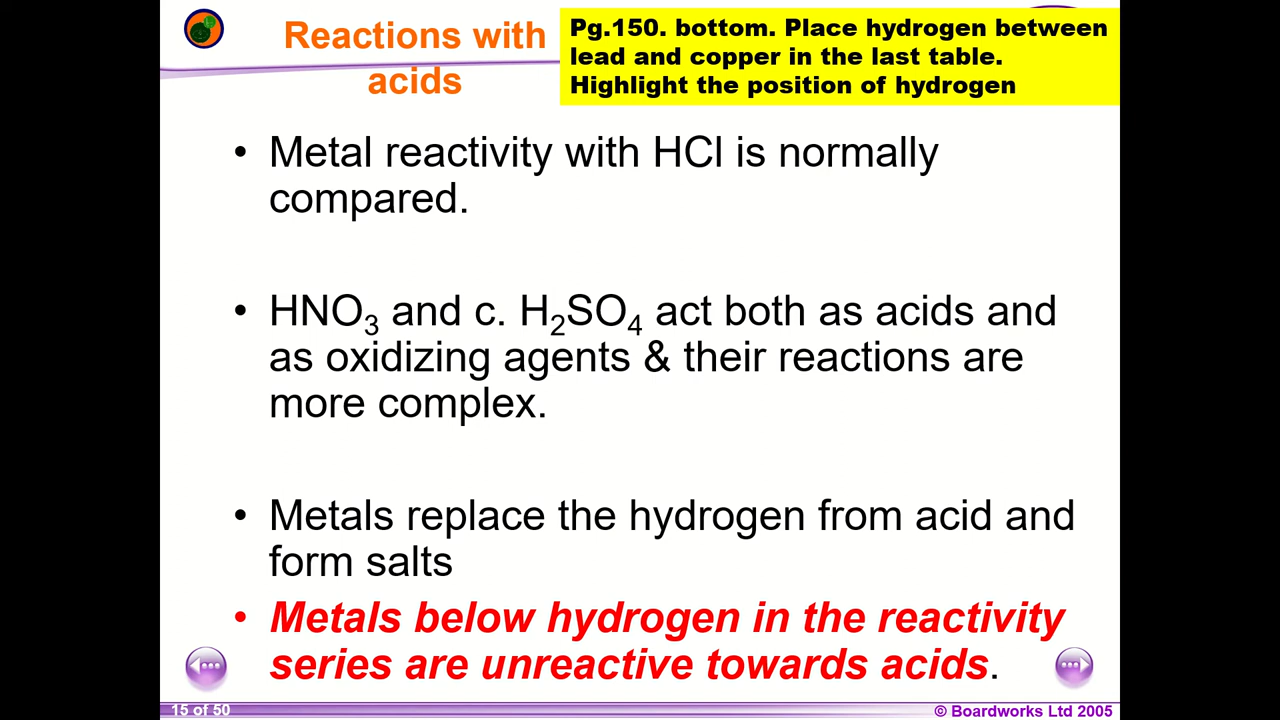 Reactions with
acids
Pg.150. bottom. Place hydrogen between
lead and copper in the last table.
Highlight the position of hydrogen
• Metal reactivity with HCl is normally
compared.
• HNO₃ and c. H₂SO₄ act both as acids and
as oxidizing agents & their reactions are
more complex.
• Metals replace the hydrogen from acid and
form salts
• Metals below hydrogen in the reactivity
series are unreactive towards acids.
15 of 50
© Boardworks Ltd 2005